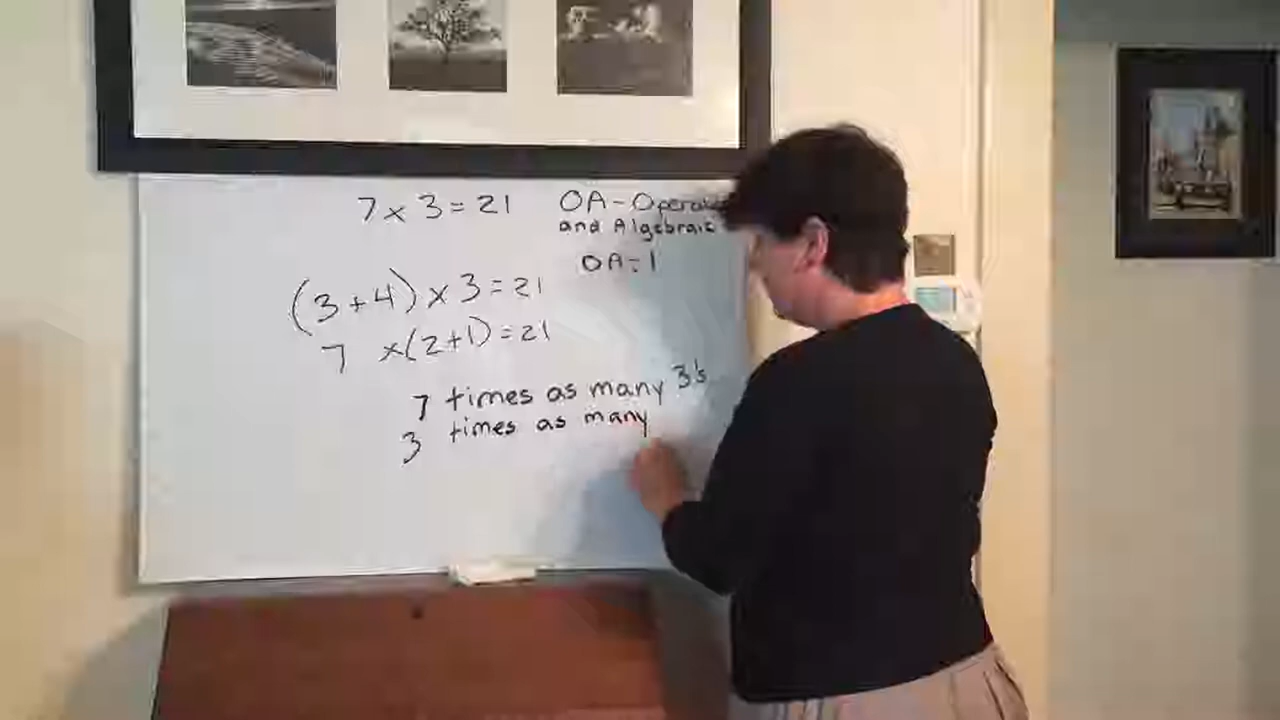 7 x 3 = 21
OA - Operati
and Algebraic
OA:1
(3 + 4) x 3 = 21
7 x (2 + 1) = 21
7 times as many 3's
3 times as many